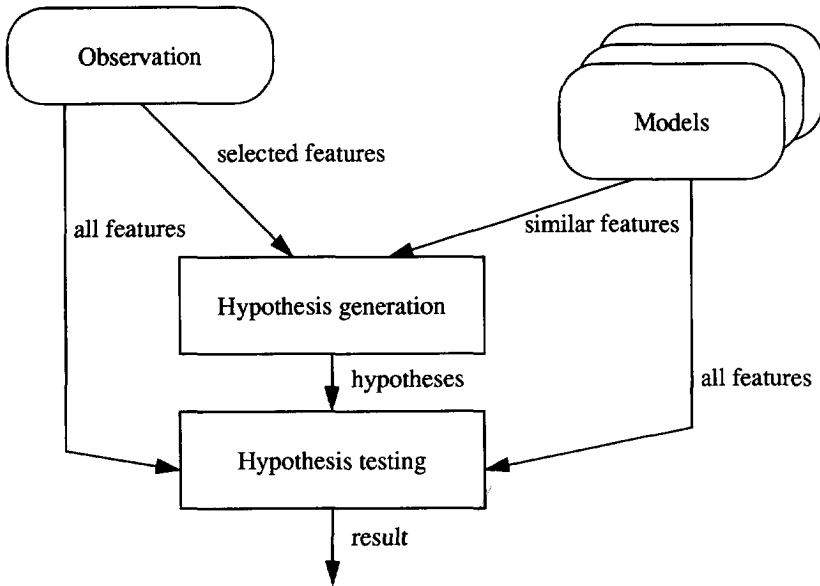 Observation
Models
selected features
all features
similar features
Hypothesis generation
hypotheses
all features
Hypothesis testing
result